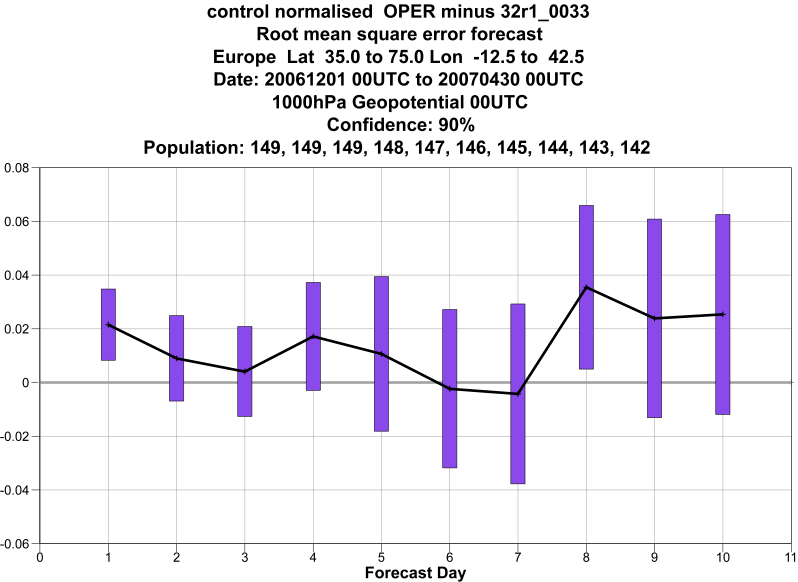 control normalised  OPER minus 32r1_0033
Root mean square error forecast
Europe  Lat  35.0 to 75.0 Lon  -12.5 to  42.5
Date: 20061201 00UTC to 20070430 00UTC
1000hPa Geopotential 00UTC
Confidence: 90%
Population: 149, 149, 149, 148, 147, 146, 145, 144, 143, 142
0.08
0.06
0.04
0.02
0
-0.02
-0.04
-0.06
0 1 2 3 4 5 6 7 8 9 10 11
Forecast Day